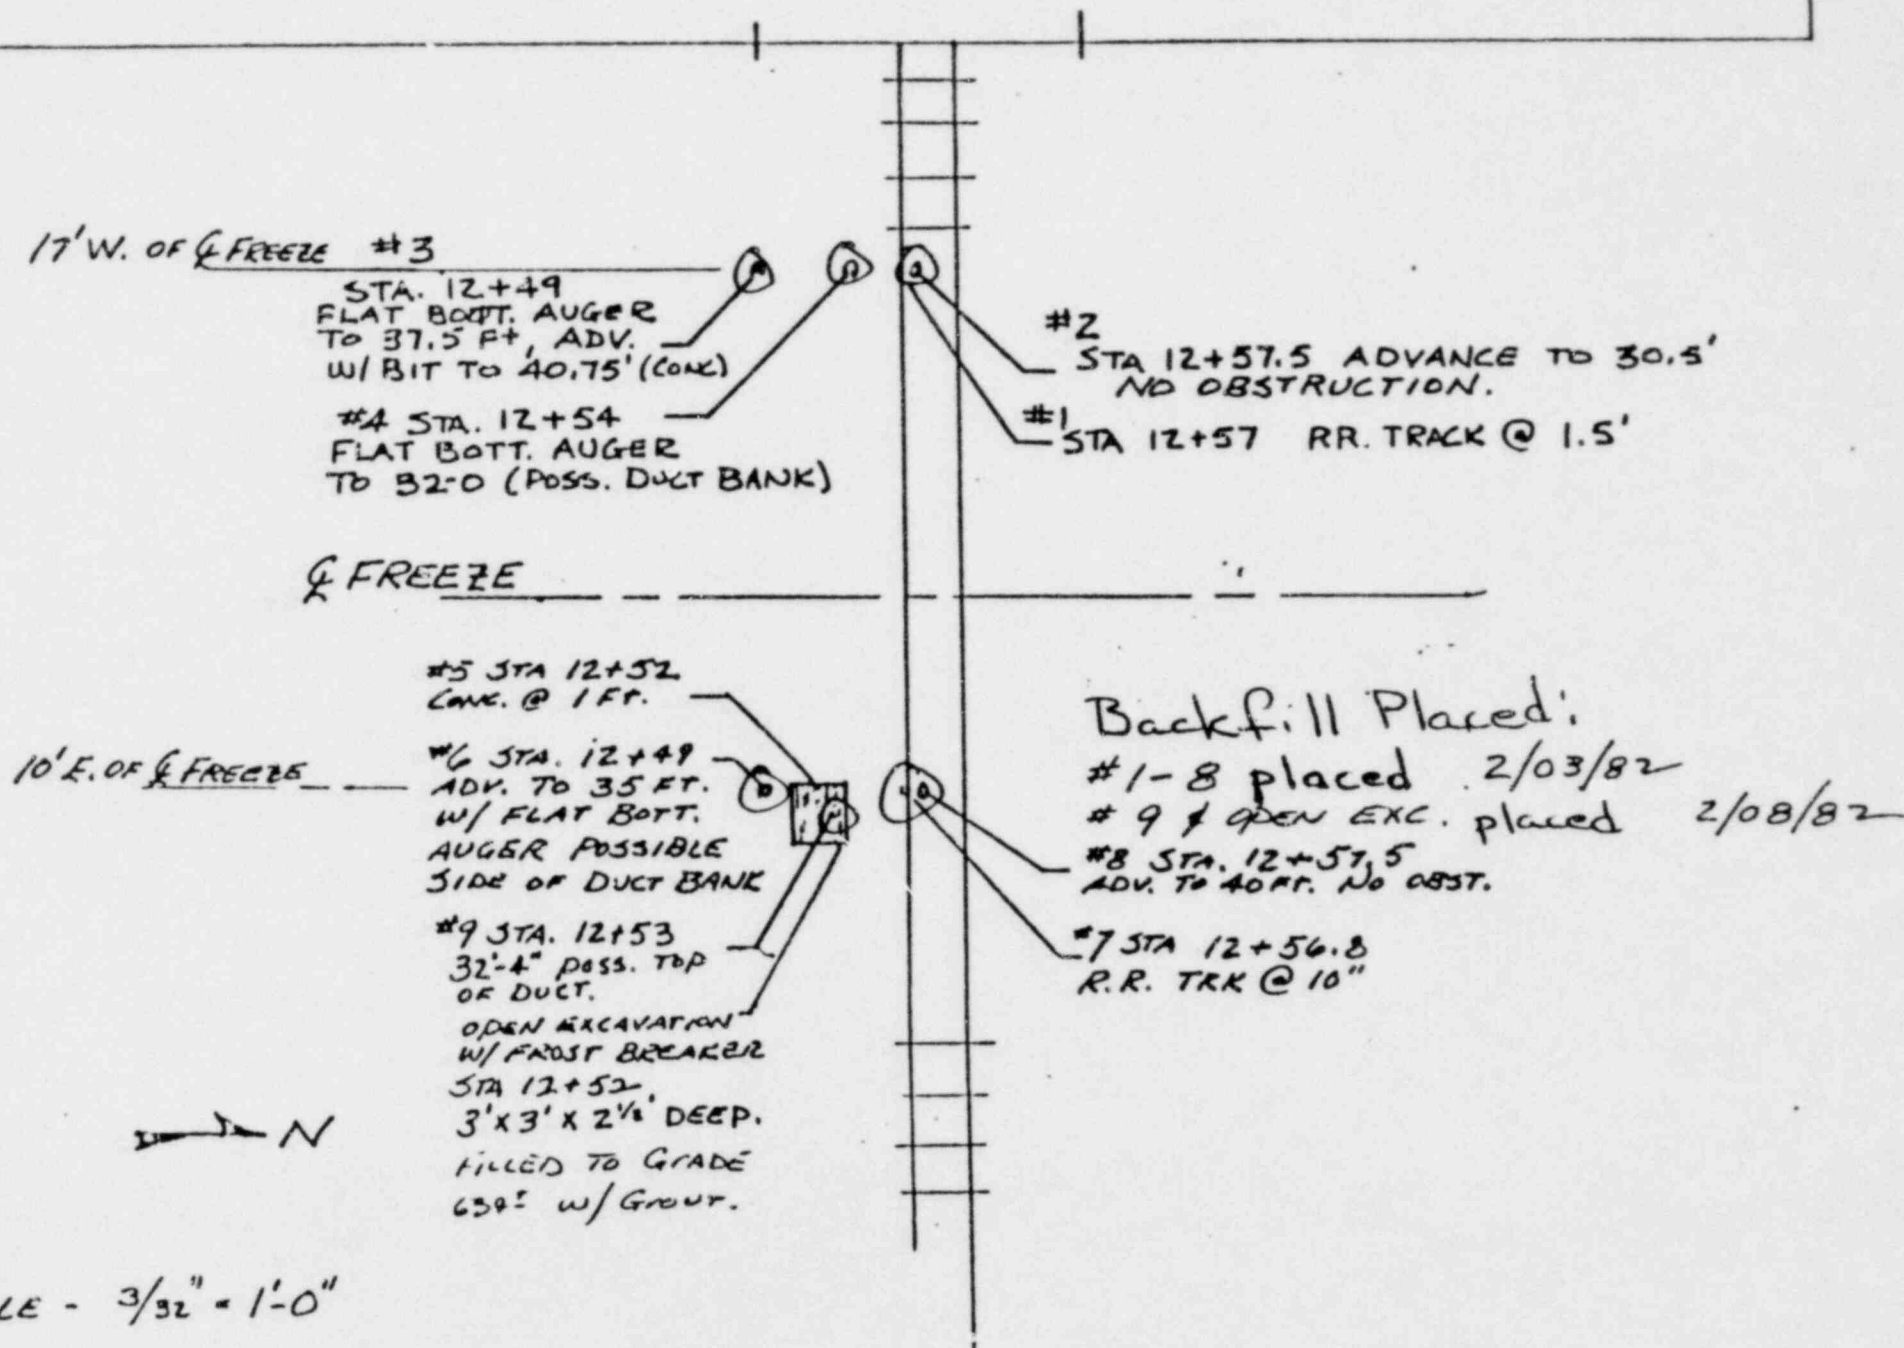 17' W. OF ℄ FREEZE #3
STA. 12+49
FLAT BOTT. AUGER
TO 37.5 Ft, ADV.
W/ BIT TO 40.75' (CONC)
#4 STA. 12+54
FLAT BOTT. AUGER
TO 32-0 (POSS. DUCT BANK)
#2
STA 12+57.5 ADVANCE TO 30.5'
NO OBSTRUCTION.
#1
STA 12+57 RR. TRACK @ 1.5'
℄ FREEZE
#5 STA 12+52
CONC. @ 1 FT.
10' E. OF ℄ FREEZE
#6 STA. 12+49
ADV. TO 35 FT.
W/ FLAT BOTT.
AUGER POSSIBLE
SIDE OF DUCT BANK
#9 STA. 12+53
32'-4" POSS. TOP
OF DUCT.
OPEN EXCAVATION
W/ FROST BREAKER
STA 12+52
3' x 3' x 2 1/2' DEEP.
FILLED TO GRADE
W/ Grout.
Backfill Placed:
#1-8 placed 2/03/82
#9 & OPEN EXC. placed 2/08/82
#8 STA. 12+57.5
ADV. TO 40 FT. NO OBST.
#7 STA 12+56.8
R.R. TRK @ 10"
N
LE - 3/32" = 1'-0"